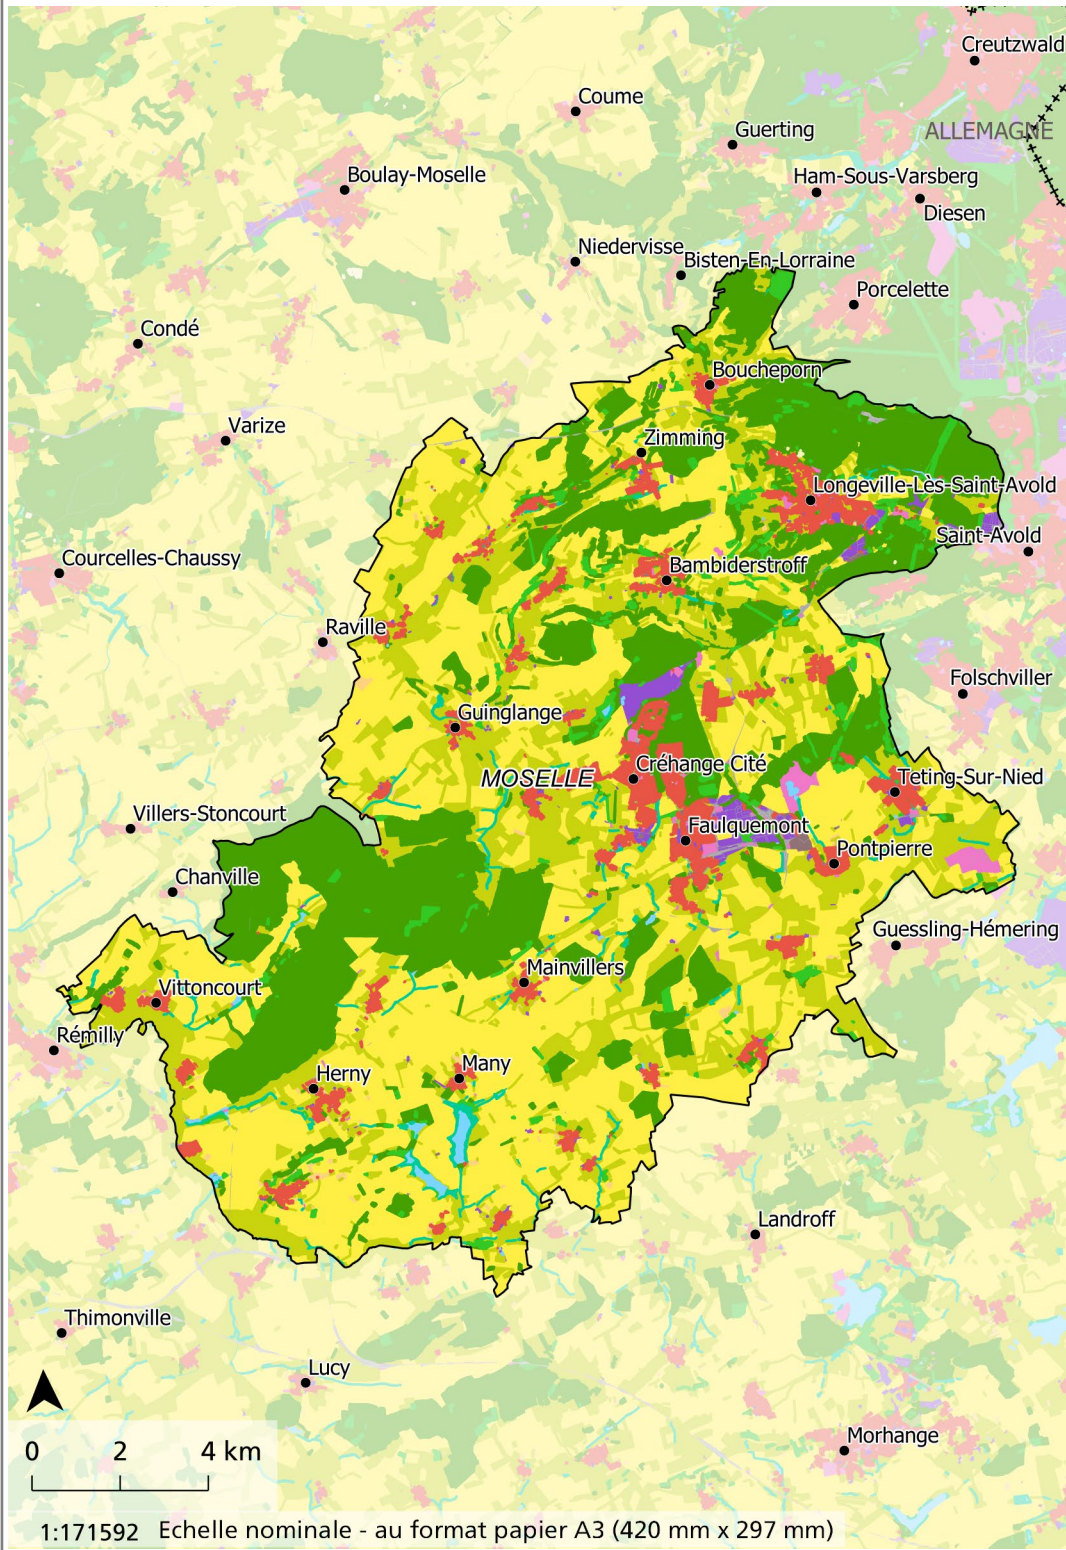 Creutzwald
Coume
Guerting
ALLEMAGNE
Boulay-Moselle
Ham-Sous-Varsberg
Diesen
Niedervisse
Bisten-En-Lorraine
Porcelette
Condé
Boucheporn
Varize
Zimming
Longeville-Lès-Saint-Avold
Saint-Avold
Courcelles-Chaussy
Bambiderstroff
Raville
Folschviller
Guinglange
MOSELLE
Créhange Cité
Teting-Sur-Nied
Villers-Stoncourt
Faulquemont
Pontpierre
Chanville
Guessling-Hémering
Mainvillers
Vittoncourt
Rémilly
Herny
Many
Landroff
Thimonville
Lucy
Morhange
0 2 4 km
1:171592 Echelle nominale - au format papier A3 (420 mm x 297 mm)